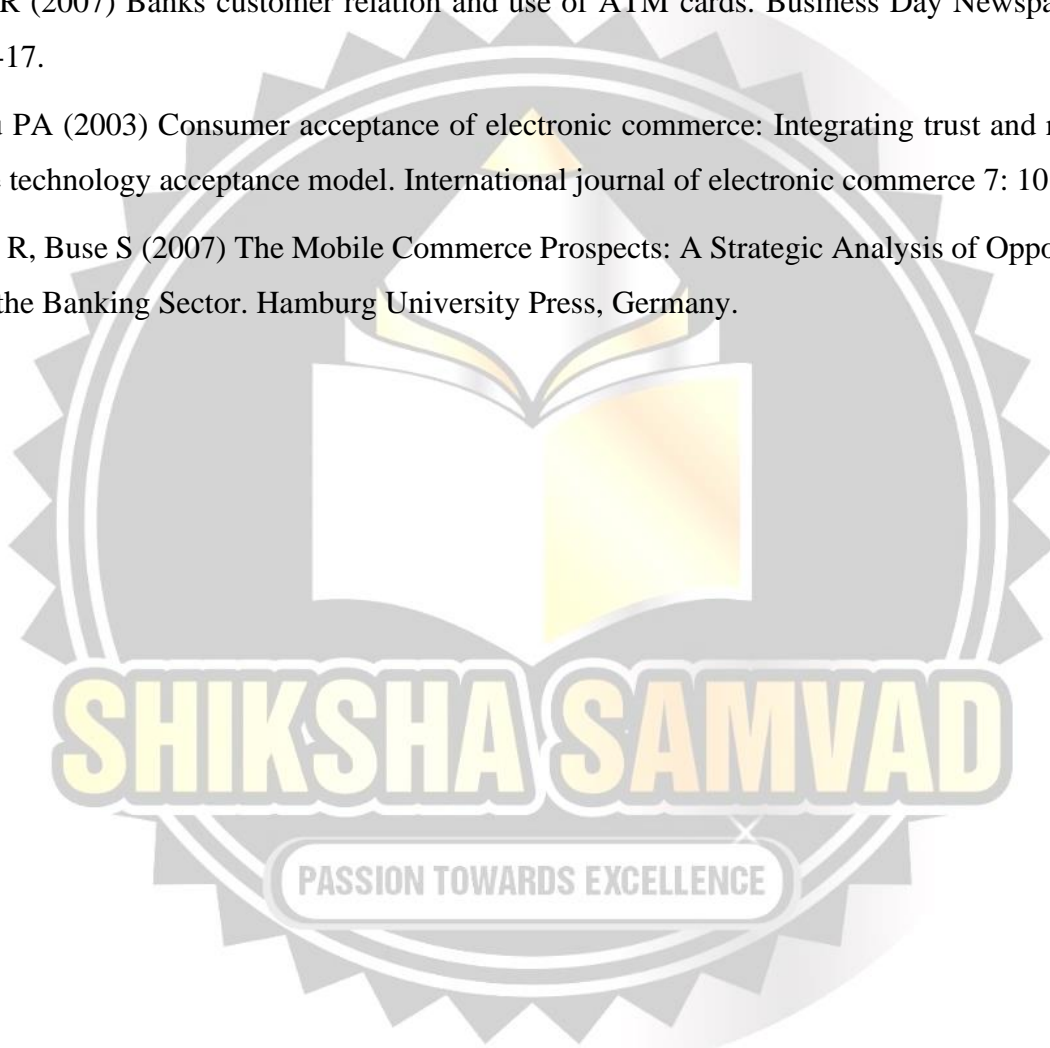 R (2007) Banks customer relation and use of ATM cards. Business Day Newspa
-17.
PA (2003) Consumer acceptance of electronic commerce: Integrating trust and
technology acceptance model. International journal of electronic commerce 7: 10
R, Buse S (2007) The Mobile Commerce Prospects: A Strategic Analysis of Oppo
the Banking Sector. Hamburg University Press, Germany.
SHIKSHA SAMVAD
PASSION TOWARDS EXCELLENCE